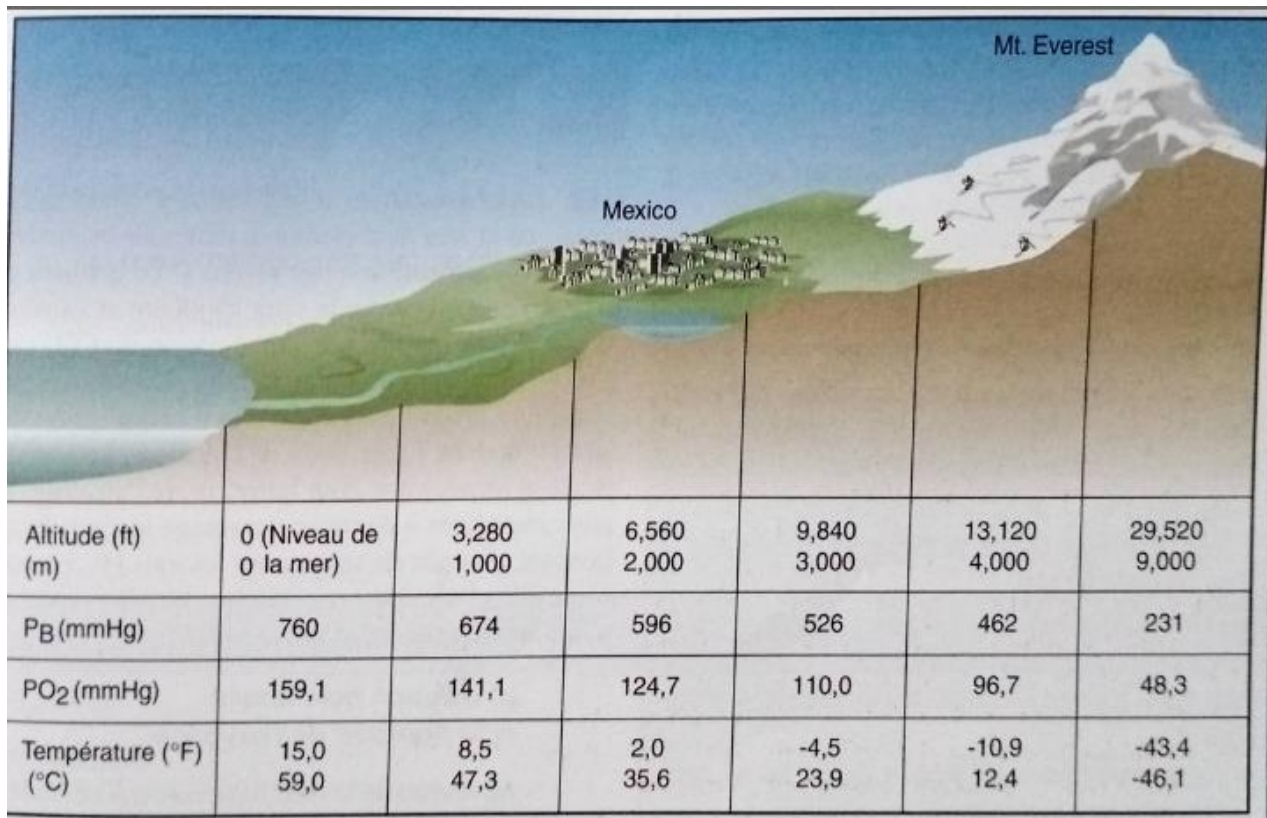 Mt. Everest
Mexico
Altitude (ft) 0 (Niveau de 3,280 6,560 9,840 13,120 29,520
(m) 0 la mer) 1,000 2,000 3,000 4,000 9,000
PB (mmHg) 760 674 596 526 462 231
PO2 (mmHg) 159,1 141,1 124,7 110,0 96,7 48,3
Température (°F) 15,0 8,5 2,0 -4,5 -10,9 -43,4
(°C) 59,0 47,3 35,6 23,9 12,4 -46,1